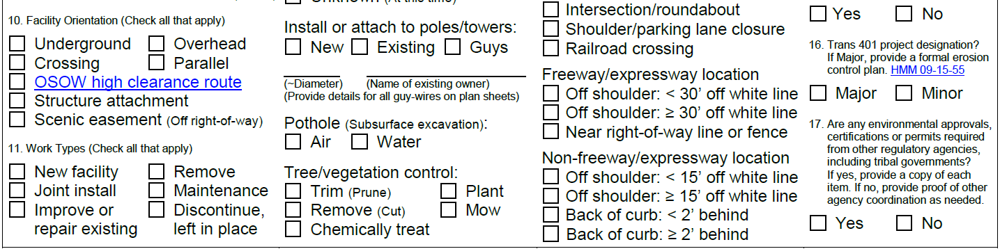 10. Facility Orientation (Check all that apply)
Underground Overhead
Crossing Parallel
OSOW high clearance route
Structure attachment
Scenic easement (Off right-of-way)
11. Work Types (Check all that apply)
New facility Remove
Joint install Maintenance
Improve or Discontinue,
repair existing left in place
Unknown (At this time)
Install or attach to poles/towers:
New Existing Guys
(~Diameter) (Name of existing owner)
(Provide details for all guy-wires on plan sheets)
Pothole (Subsurface excavation):
Air Water
Tree/vegetation control:
Trim (Prune) Plant
Remove (Cut) Mow
Chemically treat
Intersection/roundabout
Shoulder/parking lane closure
Railroad crossing
Freeway/expressway location
Off shoulder: < 30’ off white line
Off shoulder: ≥ 30’ off white line
Near right-of-way line or fence
Non-freeway/expressway location
Off shoulder: < 15’ off white line
Off shoulder: ≥ 15’ off white line
Back of curb: < 2’ behind
Back of curb: ≥ 2’ behind
Yes No
16. Trans 401 project designation?
If Major, provide a formal erosion
control plan. HMM 09-15-55
Major Minor
17. Are any environmental approvals,
certifications or permits required
from other regulatory agencies,
including tribal governments?
If yes, provide a copy of each
item. If no, provide proof of other
agency coordination as needed.
Yes No